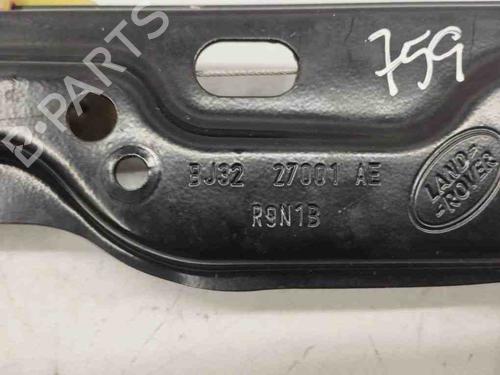 759
B-PARTS
BJ32 27001 AE
R9N1B
LAND-
-ROVER